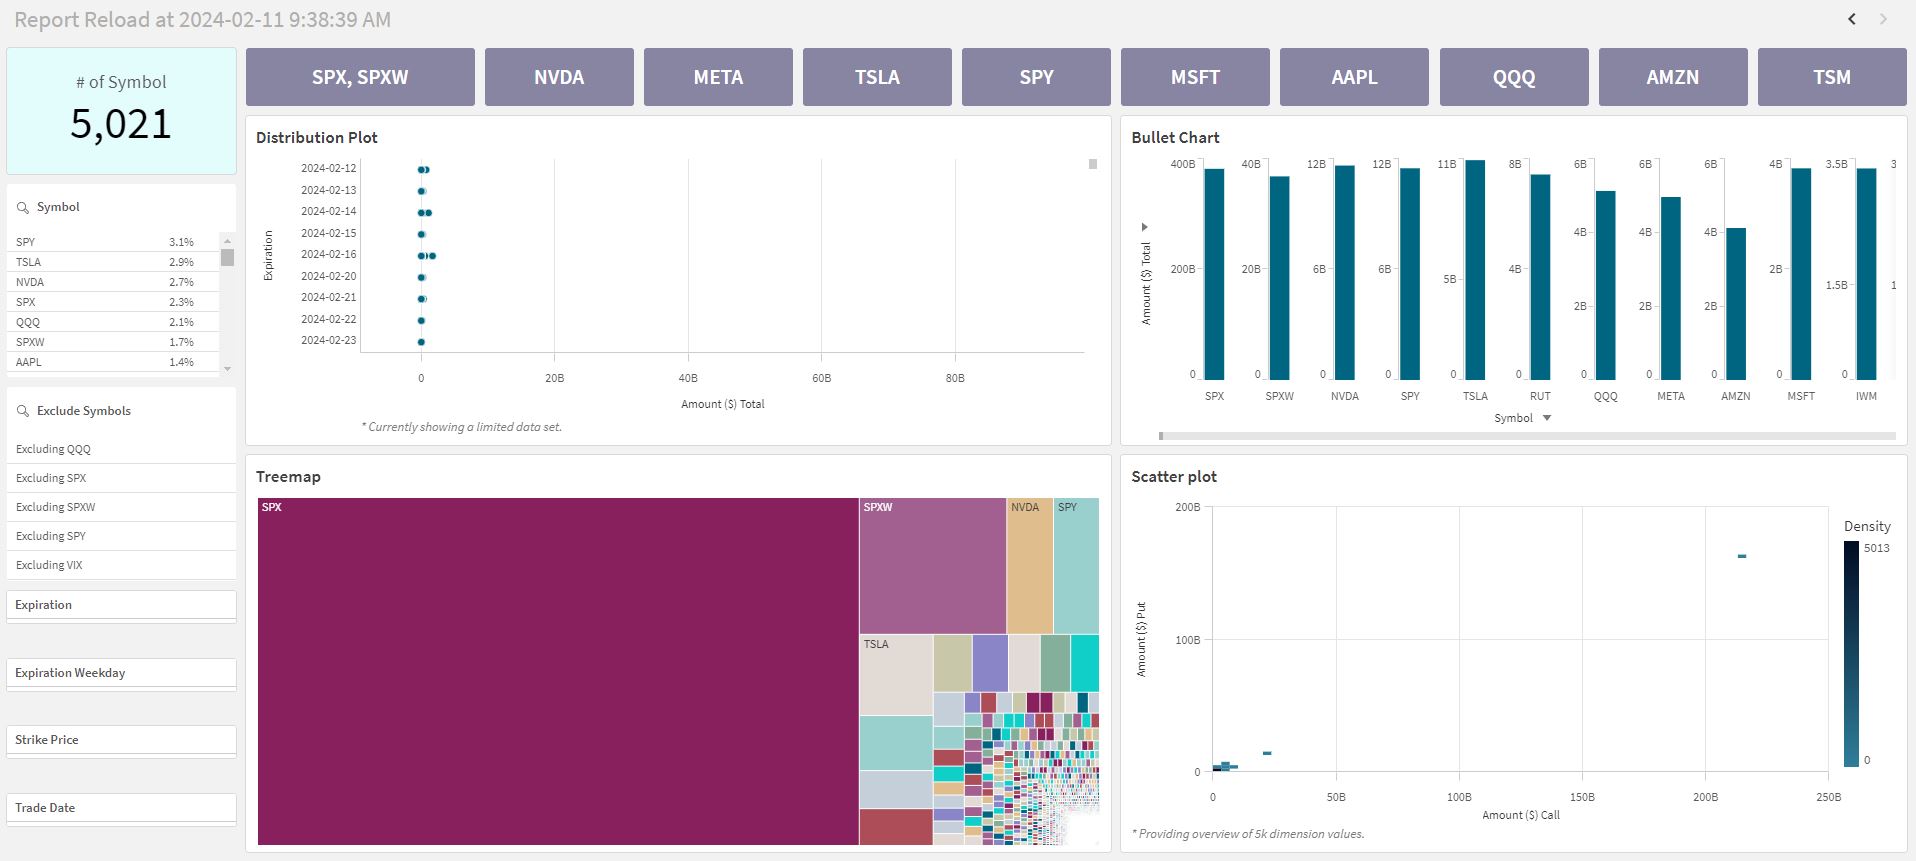 Report Reload at 2024-02-11 9:38:39 AM
# of Symbol
5,021
SPX, SPXW
NVDA
META
TSLA
SPY
MSFT
AAPL
QQQ
AMZN
TSM
Symbol
SPY 3.1%
TSLA 2.9%
NVDA 2.7%
SPX 2.3%
QQQ 2.1%
SPXW 1.7%
AAPL 1.4%
Exclude Symbols
Excluding QQQ
Excluding SPX
Excluding SPXW
Excluding SPY
Excluding VIX
Expiration
Expiration Weekday
Strike Price
Trade Date
Distribution Plot
Expiration
2024-02-12
2024-02-13
2024-02-14
2024-02-15
2024-02-16
2024-02-20
2024-02-21
2024-02-22
2024-02-23
0 20B 40B 60B 80B
Amount ($) Total
* Currently showing a limited data set.
Bullet Chart
Amount ($) Total
400B 40B 12B 12B 11B 8B 6B 6B 6B 4B 3.5B 3
4B 4B 4B
200B 20B 6B 6B 5B 4B 2B 1.5B 1
2B 2B 2B
0 0 0 0 0 0 0 0 0 0 0
SPX SPXW NVDA SPY TSLA RUT QQQ META AMZN MSFT IWM
Symbol
Treemap
SPX
SPXW
NVDA
SPY
TSLA
Scatter plot
Amount ($) Put
200B
100B
0
0 50B 100B 150B 200B 250B
Amount ($) Call
Density
5013
0
* Providing overview of 5k dimension values.